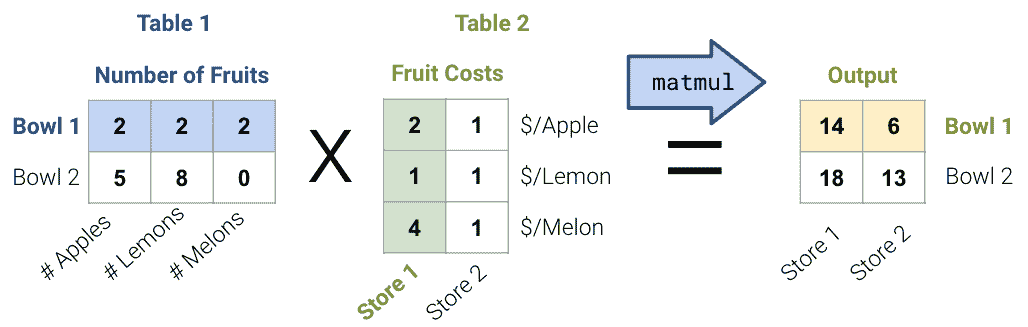 Table 1
Table 2
Number of Fruits
Fruit Costs
matmul
Output
Bowl 1 2 2 2
Bowl 2 5 8 0
# Apples
# Lemons
# Melons
X
2 1 $/Apple
1 1 $/Lemon
4 1 $/Melon
Store 1
Store 2
=
14 6 Bowl 1
18 13 Bowl 2
Store 1
Store 2